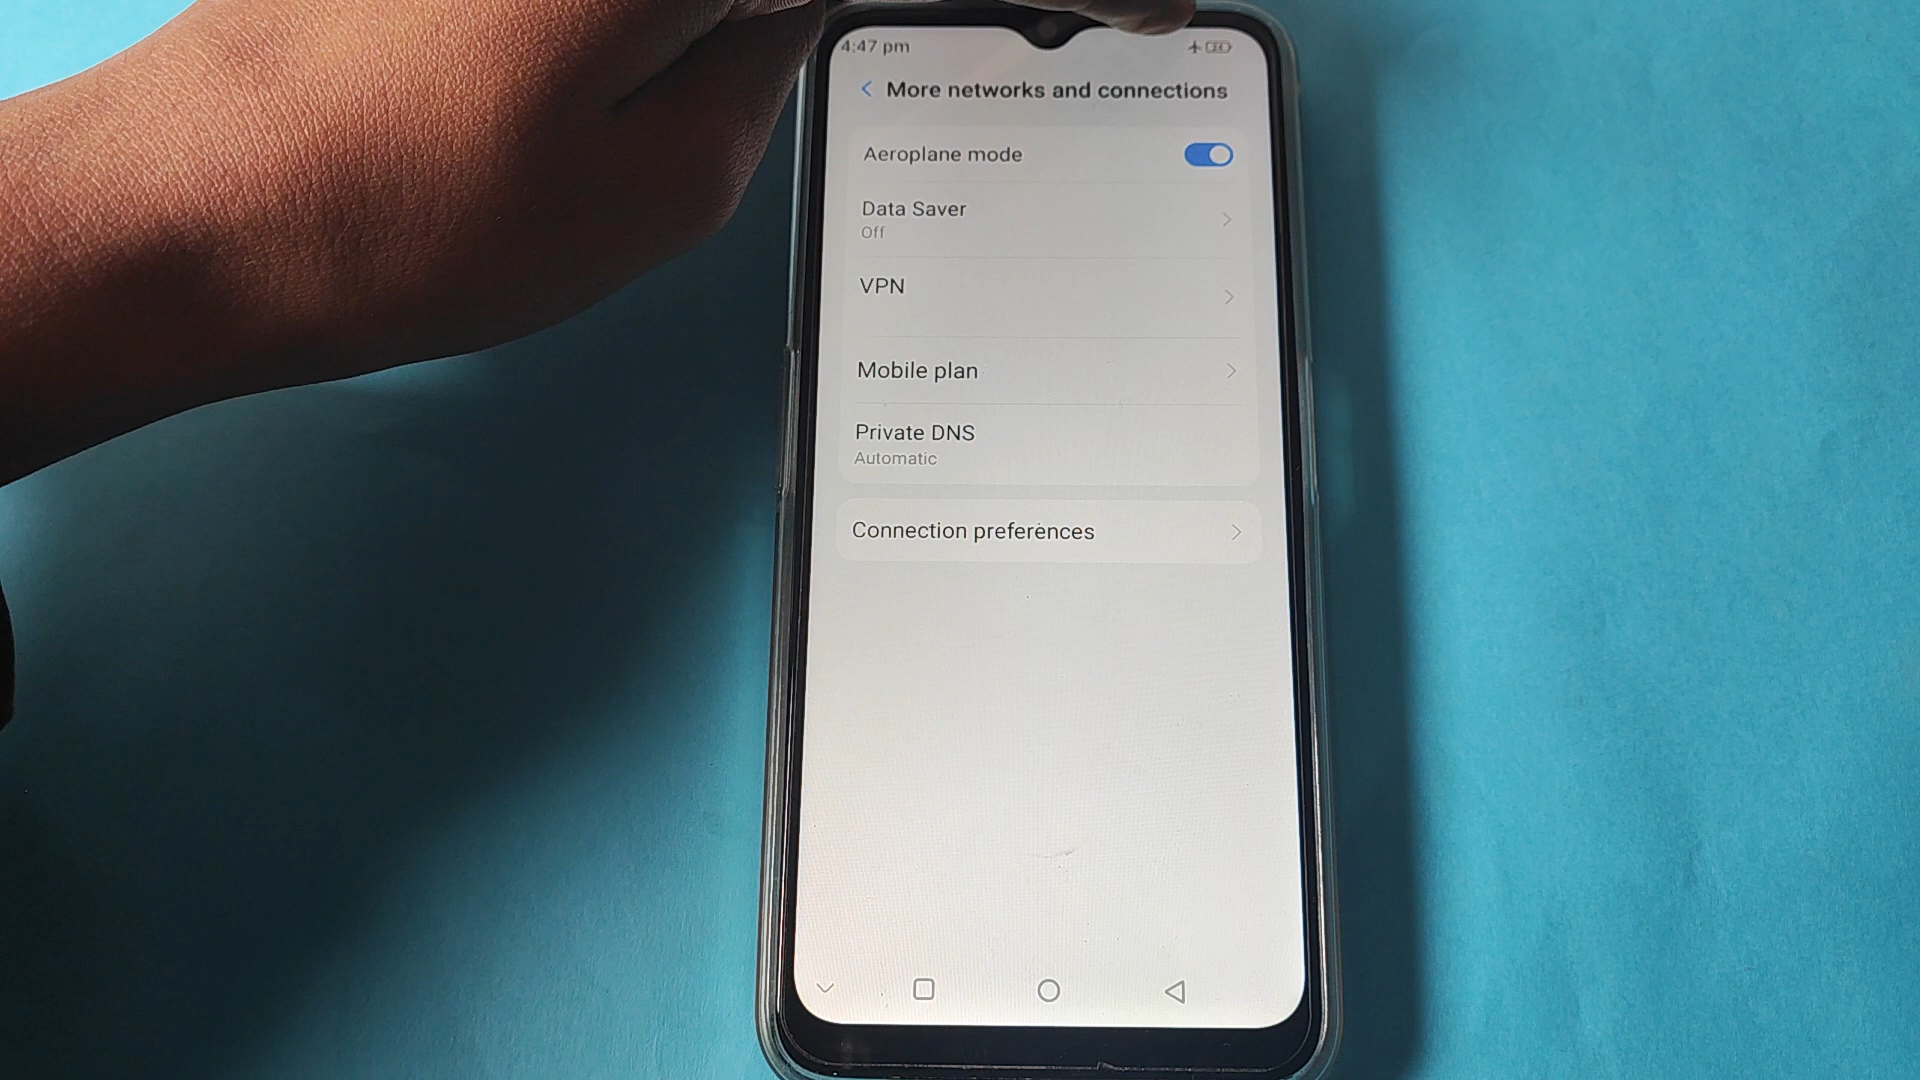 4:47 pm
More networks and connections
Aeroplane mode
Data Saver
Off
VPN
Mobile plan
Private DNS
Automatic
Connection preferences